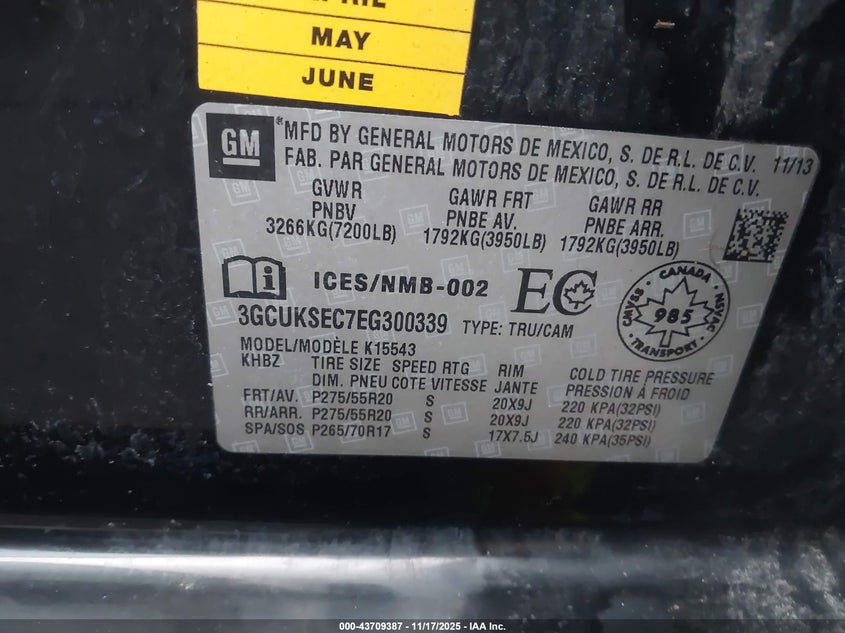 MAY
JUNE
GM
®MFD BY GENERAL MOTORS DE MEXICO, S. DE R.L. DE C.V. 11/13
FAB. PAR GENERAL MOTORS DE MEXICO, S. DE R.L. DE C.V.
GVWR GAWR FRT GAWR RR
PNBV PNBE AV. PNBE ARR.
3266KG(7200LB) 1792KG(3950LB) 1792KG(3950LB)
i ICES/NMB-002 EC
CANADA
CMVSS 985 NSVAC
TRANSPORT
3GCUKSEC7EG300339 TYPE: TRU/CAM
MODEL/MODÈLE K15543
KHBZ TIRE SIZE SPEED RTG RIM COLD TIRE PRESSURE
DIM. PNEU COTE VITESSE JANTE PRESSION À FROID
FRT/AV. P275/55R20 S 20X9J 220 KPA(32PSI)
RR/ARR. P275/55R20 S 20X9J 220 KPA(32PSI)
SPA/SOS P265/70R17 S 17X7.5J 240 KPA(35PSI)
000-43709387 - 11/17/2025 - IAA Inc.